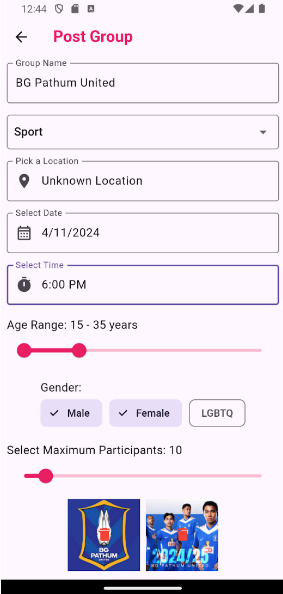 12:44
Post Group
Group Name
BG Pathum United
Sport
Pick a Location
Unknown Location
Select Date
4/11/2024
Select Time
6:00 PM
Age Range: 15 - 35 years
Gender:
Male
Female
LGBTQ
Select Maximum Participants: 10
BG
PATHUM
UNITED
2024/25
BG PATHUM UNITED